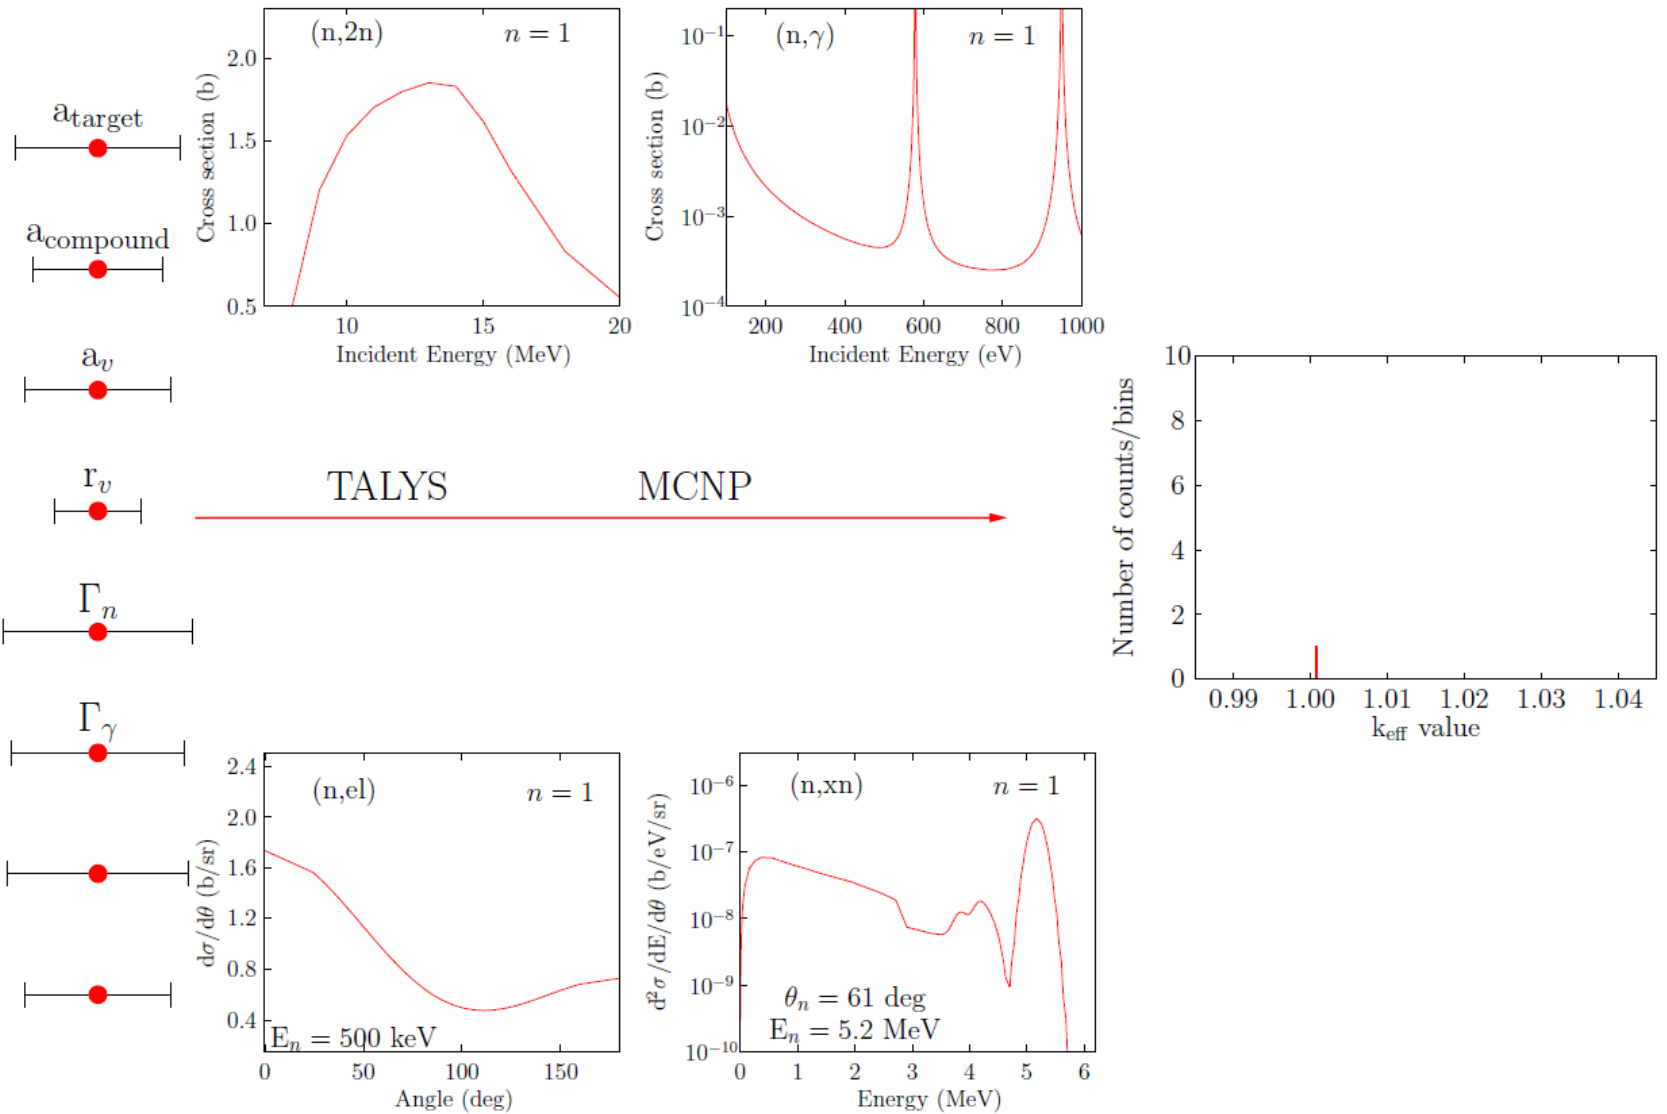 a_target
a_compound
a_v
r_v
Γ_n
Γ_γ
(n,2n) n = 1
Cross section (b)
2.0
1.5
1.0
0.5
10 15 20
Incident Energy (MeV)
(n,γ) n = 1
Cross section (b)
10^-1
10^-2
10^-3
10^-4
200 400 600 800 1000
Incident Energy (eV)
TALYS MCNP
Number of counts/bins
10
8
6
4
2
0
0.99 1.00 1.01 1.02 1.03 1.04
k_eff value
(n,el) n = 1
dσ/dθ (b/sr)
2.4
2.0
1.6
1.2
0.8
0.4
E_n = 500 keV
0 50 100 150
Angle (deg)
(n,xn) n = 1
d²σ/dE/dθ (b/eV/sr)
10^-6
10^-7
10^-8
10^-9
10^-10
θ_n = 61 deg
E_n = 5.2 MeV
0 1 2 3 4 5 6
Energy (MeV)